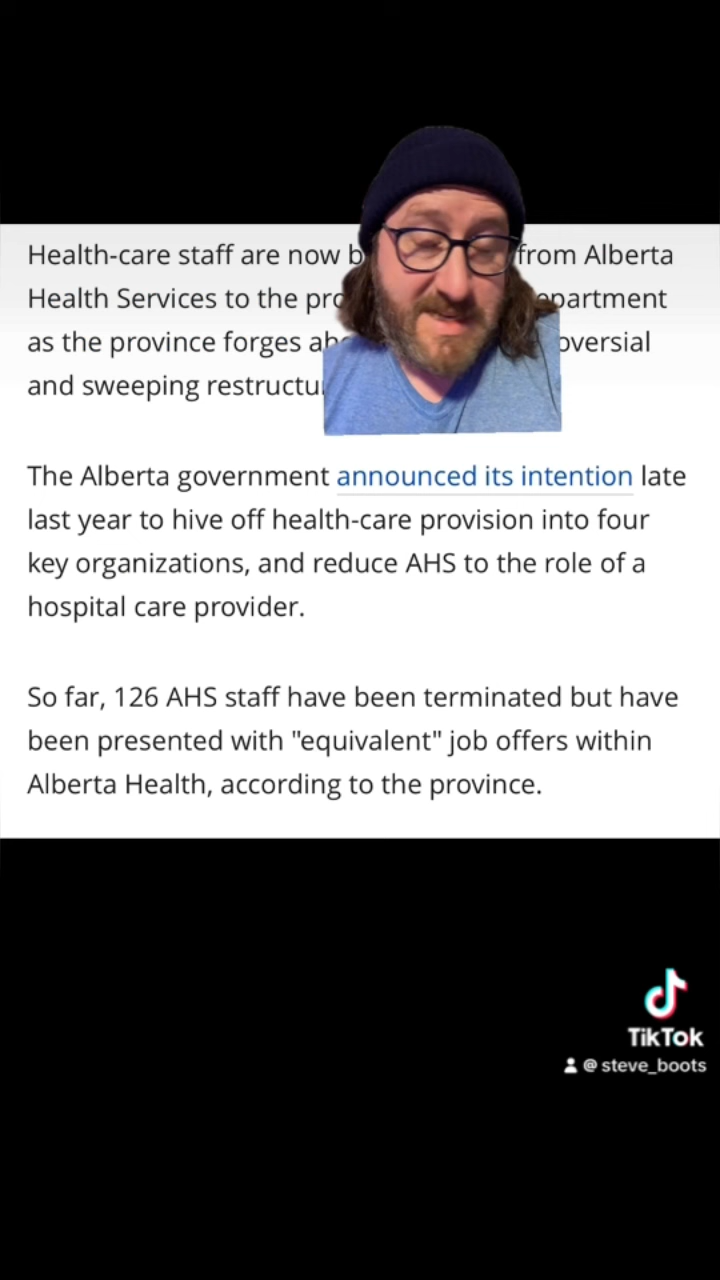 Health-care staff are now b from Alberta
Health Services to the pro partment
as the province forges ahe oversial
and sweeping restructu
The Alberta government announced its intention late
last year to hive off health-care provision into four
key organizations, and reduce AHS to the role of a
hospital care provider.
So far, 126 AHS staff have been terminated but have
been presented with "equivalent" job offers within
Alberta Health, according to the province.
TikTok
@ steve_boots